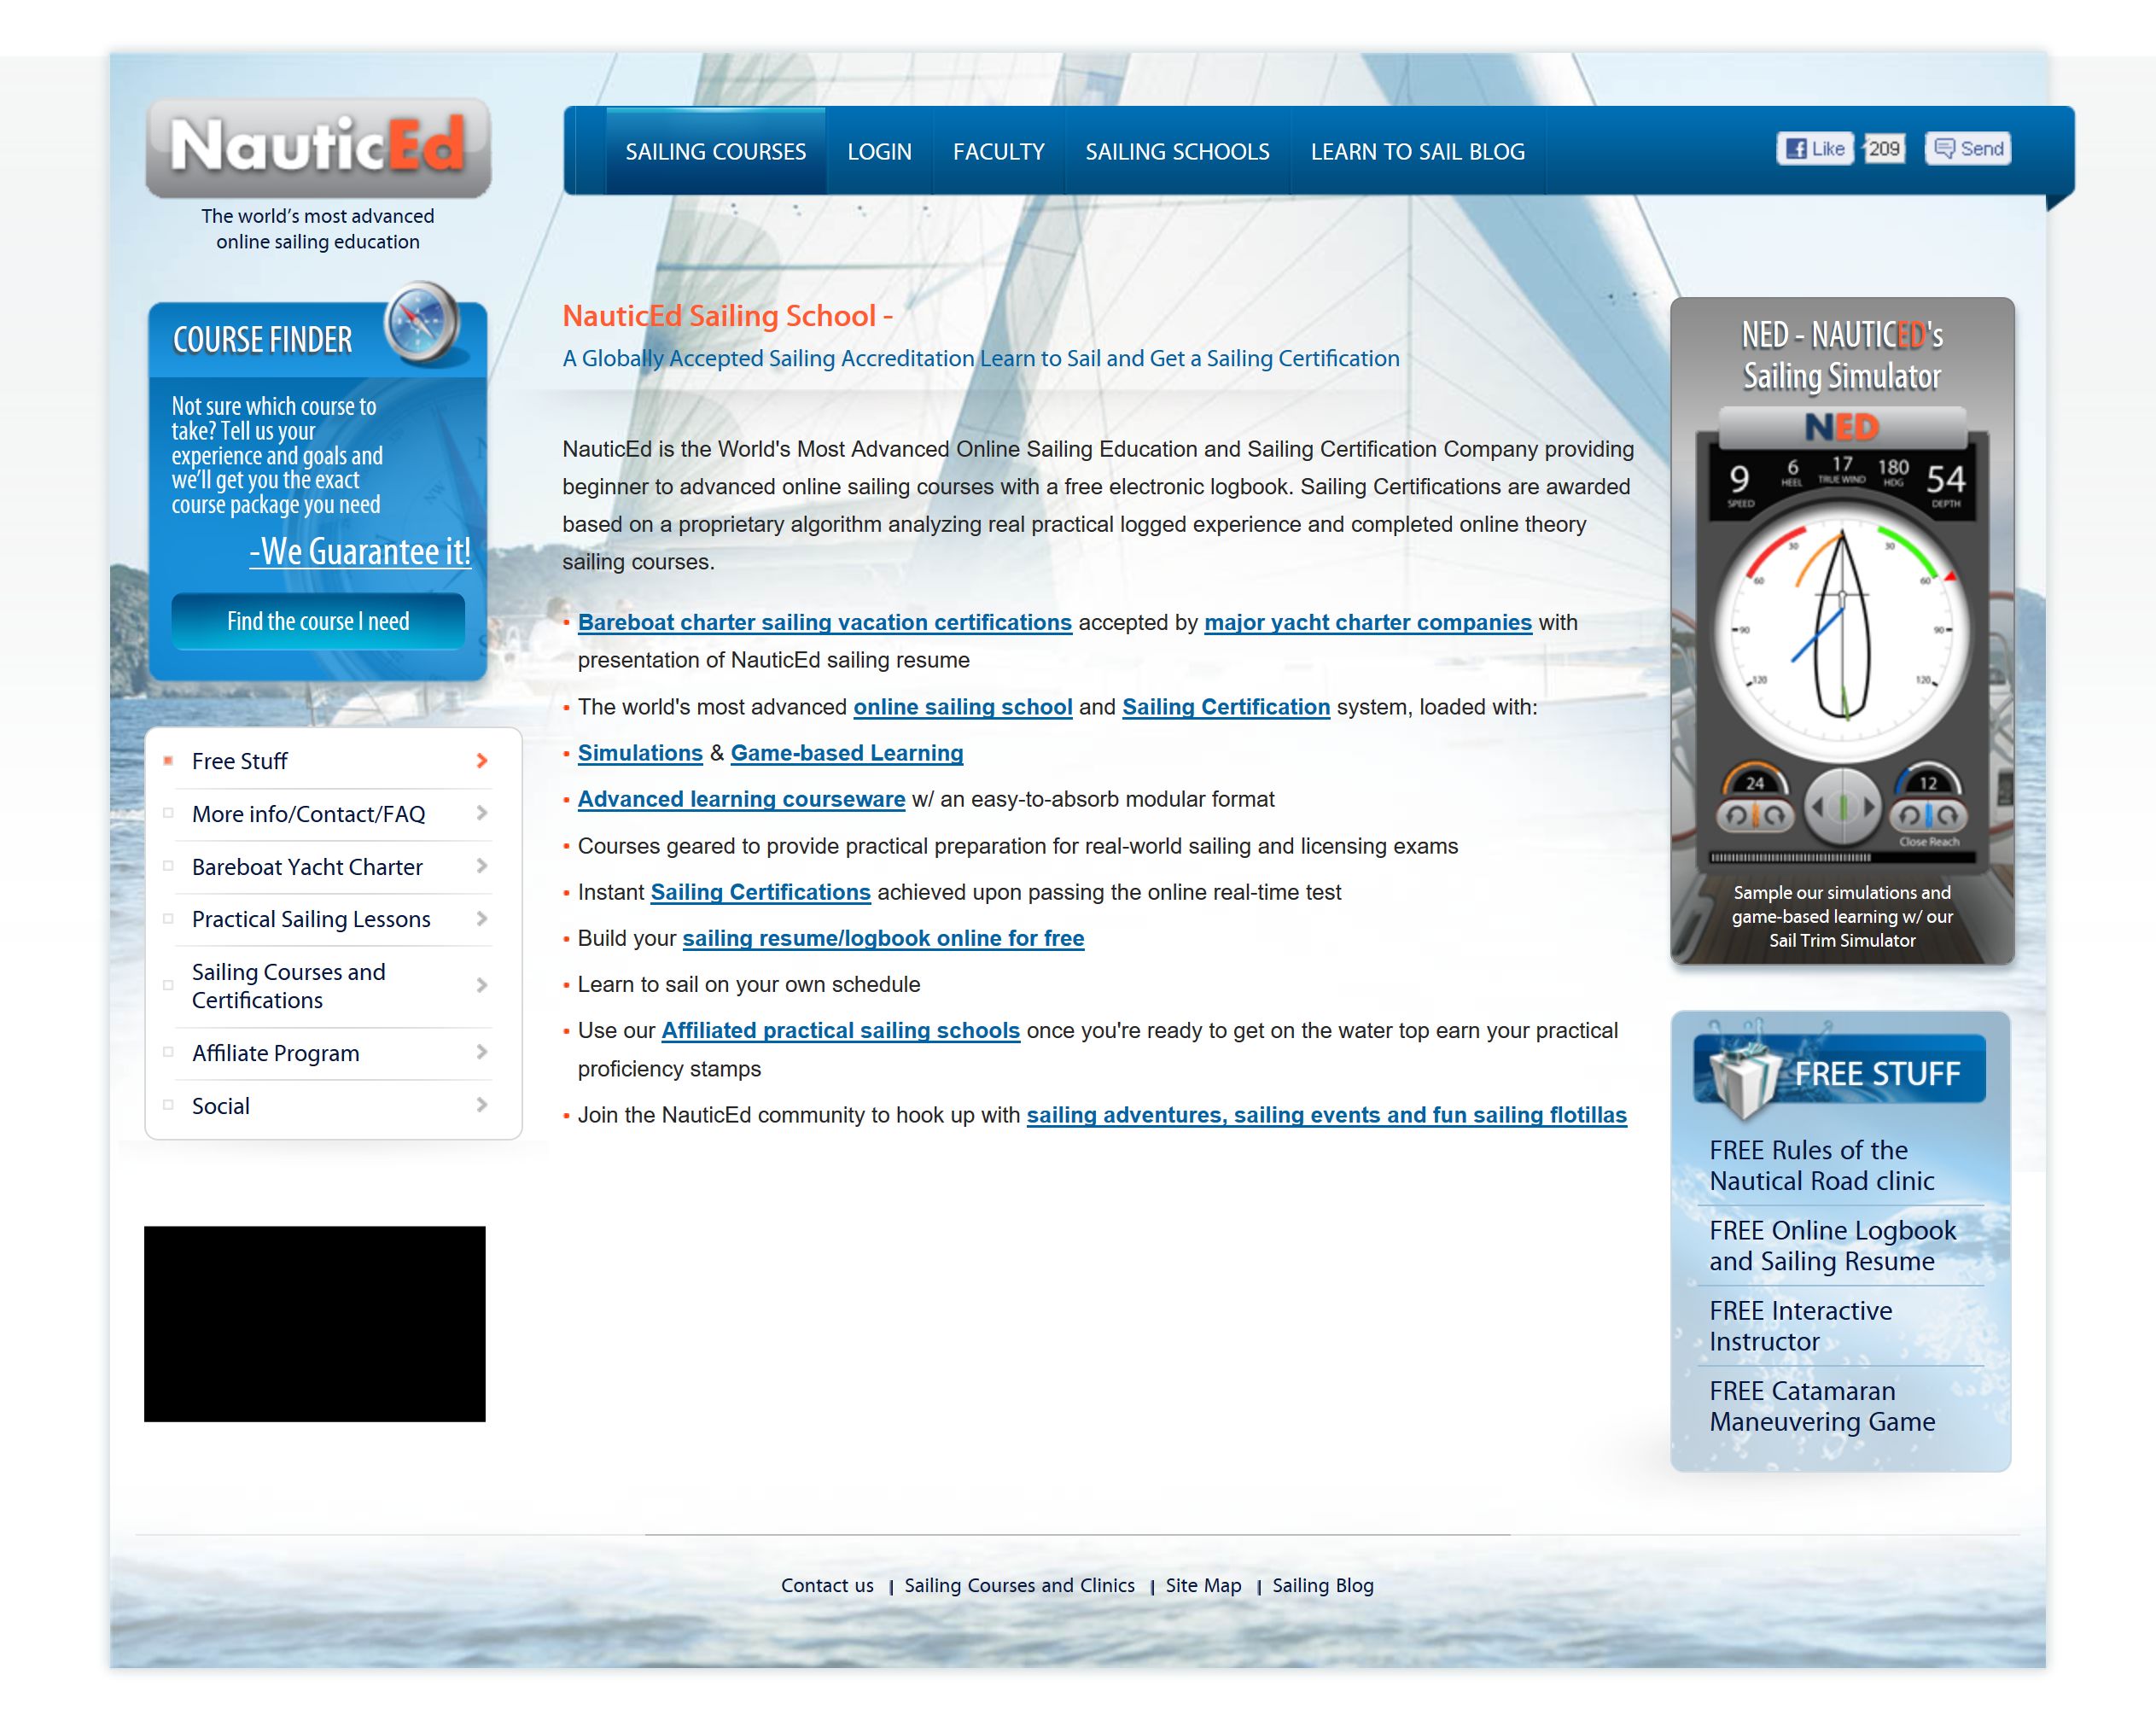 NauticEd
The world's most advanced
online sailing education
SAILING COURSES
LOGIN
FACULTY
SAILING SCHOOLS
LEARN TO SAIL BLOG
Like
209
Send
COURSE FINDER
Not sure which course to
take? Tell us your
experience and goals and
we'll get you the exact
course package you need
-We Guarantee it!
Find the course I need
Free Stuff
More info/Contact/FAQ
Bareboat Yacht Charter
Practical Sailing Lessons
Sailing Courses and
Certifications
Affiliate Program
Social
NauticEd Sailing School -
A Globally Accepted Sailing Accreditation Learn to Sail and Get a Sailing Certification
NauticEd is the World's Most Advanced Online Sailing Education and Sailing Certification Company providing
beginner to advanced online sailing courses with a free electronic logbook. Sailing Certifications are awarded
based on a proprietary algorithm analyzing real practical logged experience and completed online theory
sailing courses.
Bareboat charter sailing vacation certifications accepted by major yacht charter companies with
presentation of NauticEd sailing resume
The world's most advanced online sailing school and Sailing Certification system, loaded with:
Simulations & Game-based Learning
Advanced learning courseware w/ an easy-to-absorb modular format
Courses geared to provide practical preparation for real-world sailing and licensing exams
Instant Sailing Certifications achieved upon passing the online real-time test
Build your sailing resume/logbook online for free
Learn to sail on your own schedule
Use our Affiliated practical sailing schools once you're ready to get on the water top earn your practical
proficiency stamps
Join the NauticEd community to hook up with sailing adventures, sailing events and fun sailing flotillas
NED - NAUTICED's
Sailing Simulator
NED
9 6 17 180 54
SPEED HEEL TRUE WIND HDG DEPTH
30 30
60 60
90 90
120 120
24 12
Close Reach
Sample our simulations and
game-based learning w/ our
Sail Trim Simulator
FREE STUFF
FREE Rules of the
Nautical Road clinic
FREE Online Logbook
and Sailing Resume
FREE Interactive
Instructor
FREE Catamaran
Maneuvering Game
Contact us | Sailing Courses and Clinics | Site Map | Sailing Blog